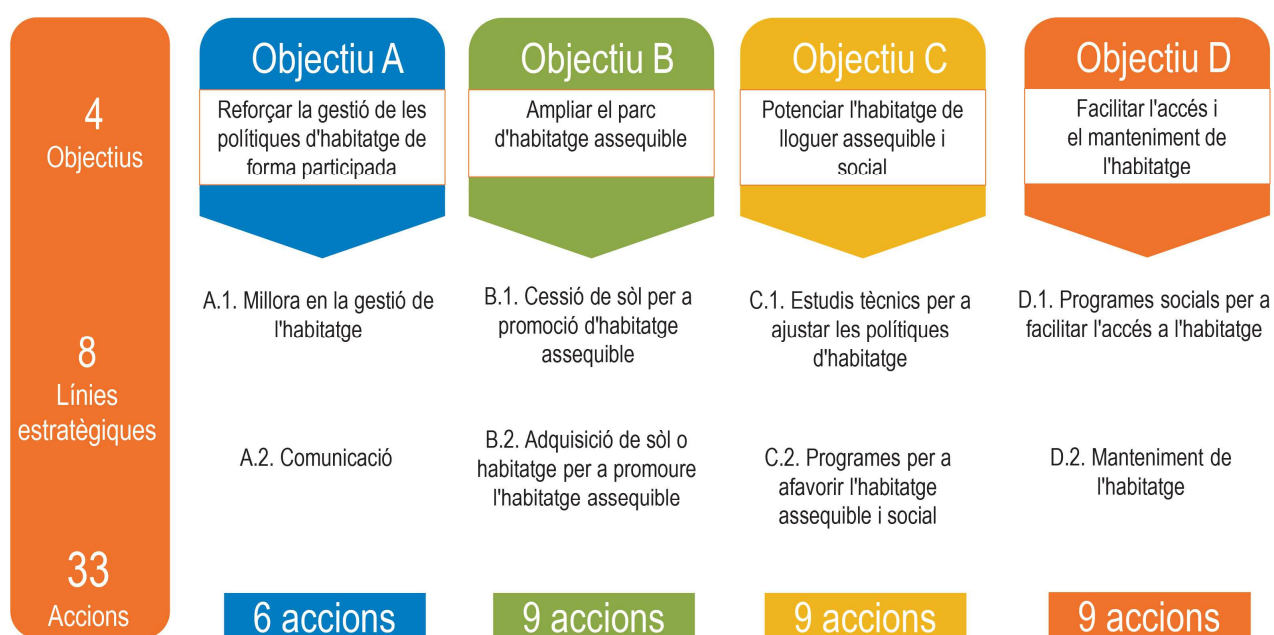 4
Objectius
8
Línies
estratègiques
33
Accions
Objectiu A
Reforçar la gestió de les
polítiques d'habitatge de
forma participada
A.1. Millora en la gestió de
l'habitatge
A.2. Comunicació
6 accions
Objectiu B
Ampliar el parc
d'habitatge assequible
B.1. Cessió de sòl per a
promoció d'habitatge
assequible
B.2. Adquisició de sòl o
habitatge per a promoure
l'habitatge assequible
9 accions
Objectiu C
Potenciar l'habitatge de
lloguer assequible i
social
C.1. Estudis tècnics per a
ajustar les polítiques
d'habitatge
C.2. Programes per a
afavorir l'habitatge
assequible i social
9 accions
Objectiu D
Facilitar l'accés i
el manteniment de
l'habitatge
D.1. Programes socials per a
facilitar l'accés a l'habitatge
D.2. Manteniment de
l'habitatge
9 accions